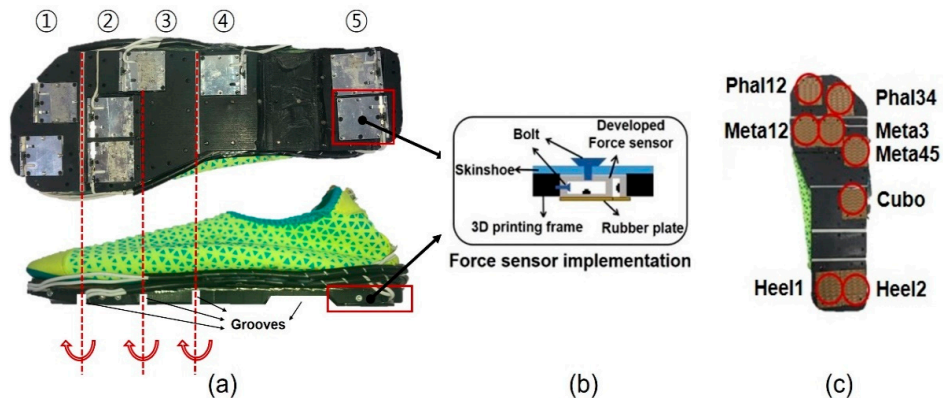 ① ② ③ ④ ⑤
Grooves
(a)
Bolt
Developed
Force sensor
Skinshoe
3D printing frame
Rubber plate
Force sensor implementation
(b)
Phal12
Phal34
Meta12
Meta3
Meta45
Cubo
Heel1
Heel2
(c)